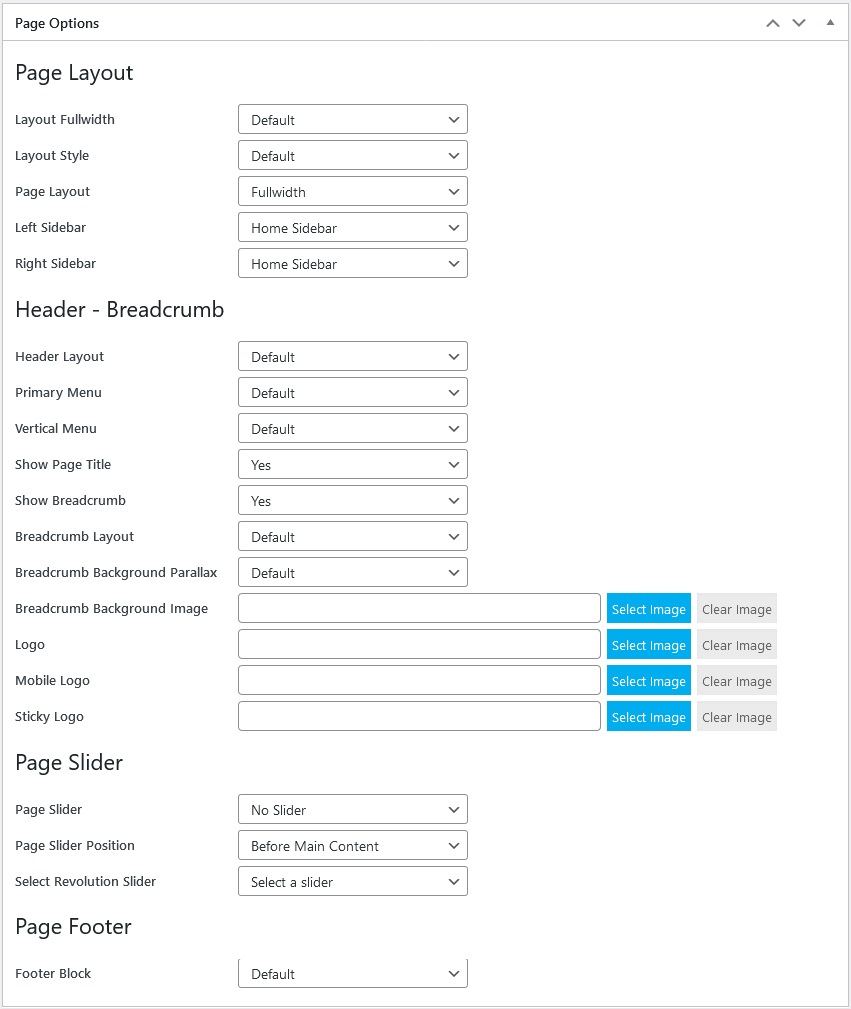 Page Options
Page Layout
Layout Fullwidth Default
Layout Style Default
Page Layout Fullwidth
Left Sidebar Home Sidebar
Right Sidebar Home Sidebar
Header - Breadcrumb
Header Layout Default
Primary Menu Default
Vertical Menu Default
Show Page Title Yes
Show Breadcrumb Yes
Breadcrumb Layout Default
Breadcrumb Background Parallax Default
Breadcrumb Background Image Select Image Clear Image
Logo Select Image Clear Image
Mobile Logo Select Image Clear Image
Sticky Logo Select Image Clear Image
Page Slider
Page Slider No Slider
Page Slider Position Before Main Content
Select Revolution Slider Select a slider
Page Footer
Footer Block Default